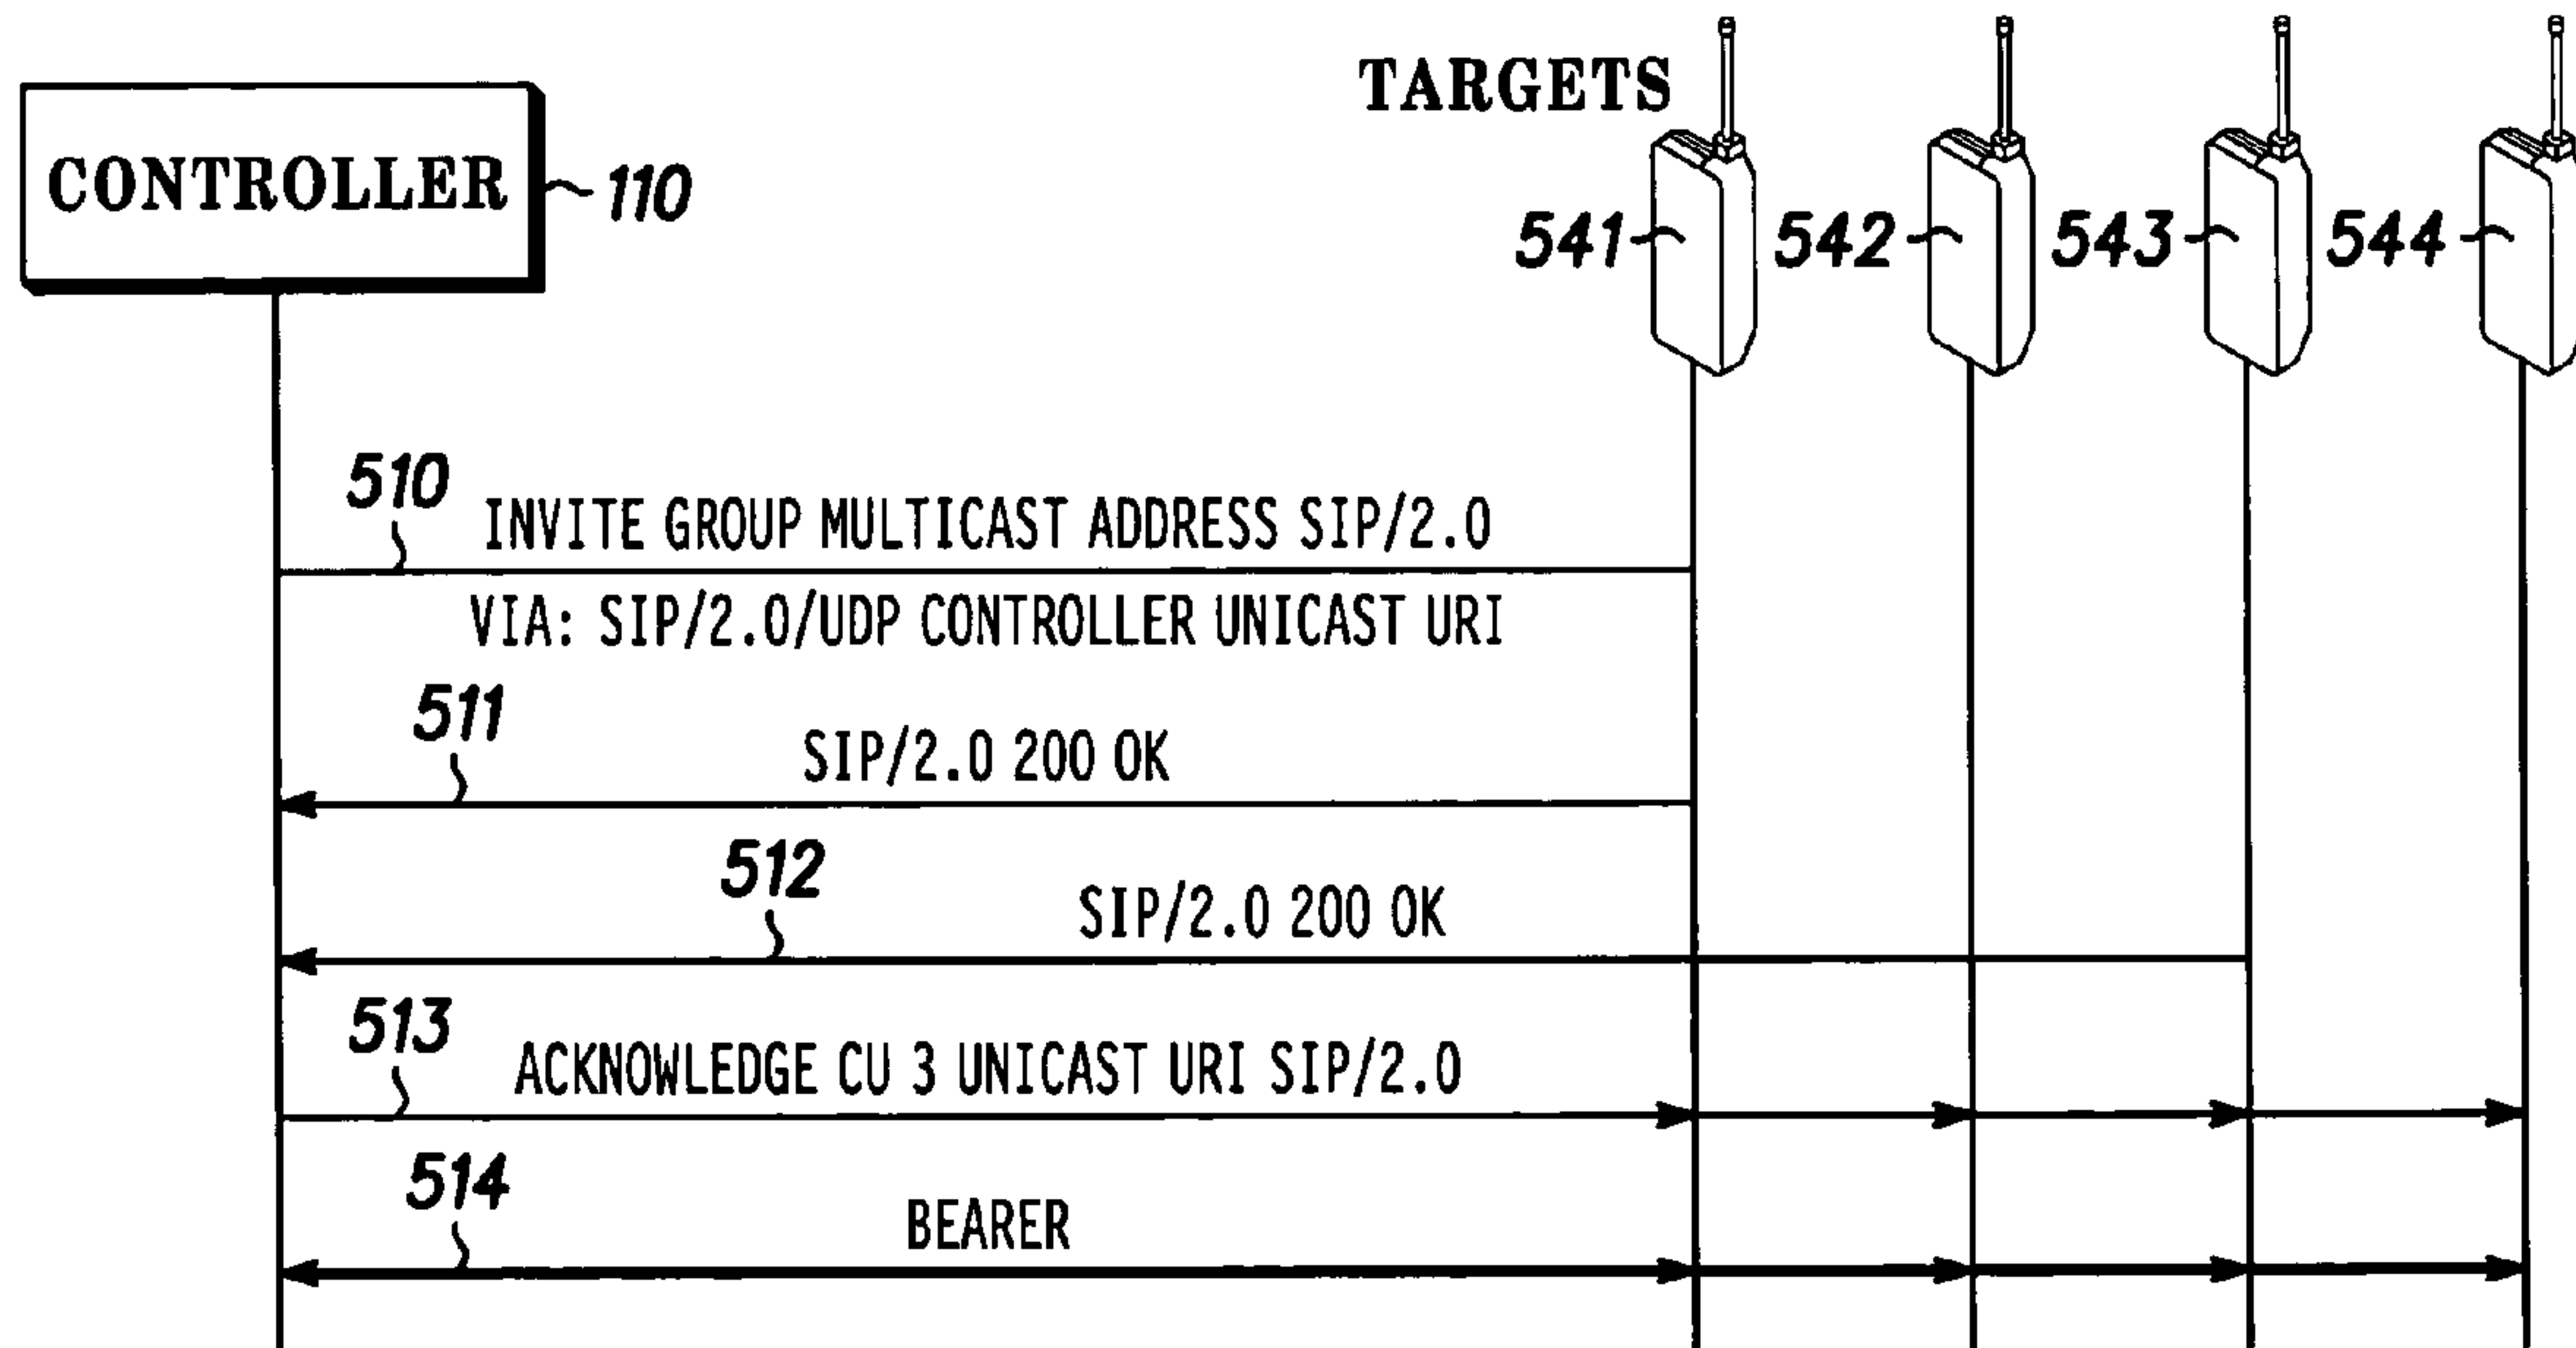 TARGETS
CONTROLLER
110
541
542
543
544
510
INVITE GROUP MULTICAST ADDRESS SIP/2.0
VIA: SIP/2.0/UDP CONTROLLER UNICAST URI
511
SIP/2.0 200 OK
512
SIP/2.0 200 OK
513
ACKNOWLEDGE CU 3 UNICAST URI SIP/2.0
514
BEARER